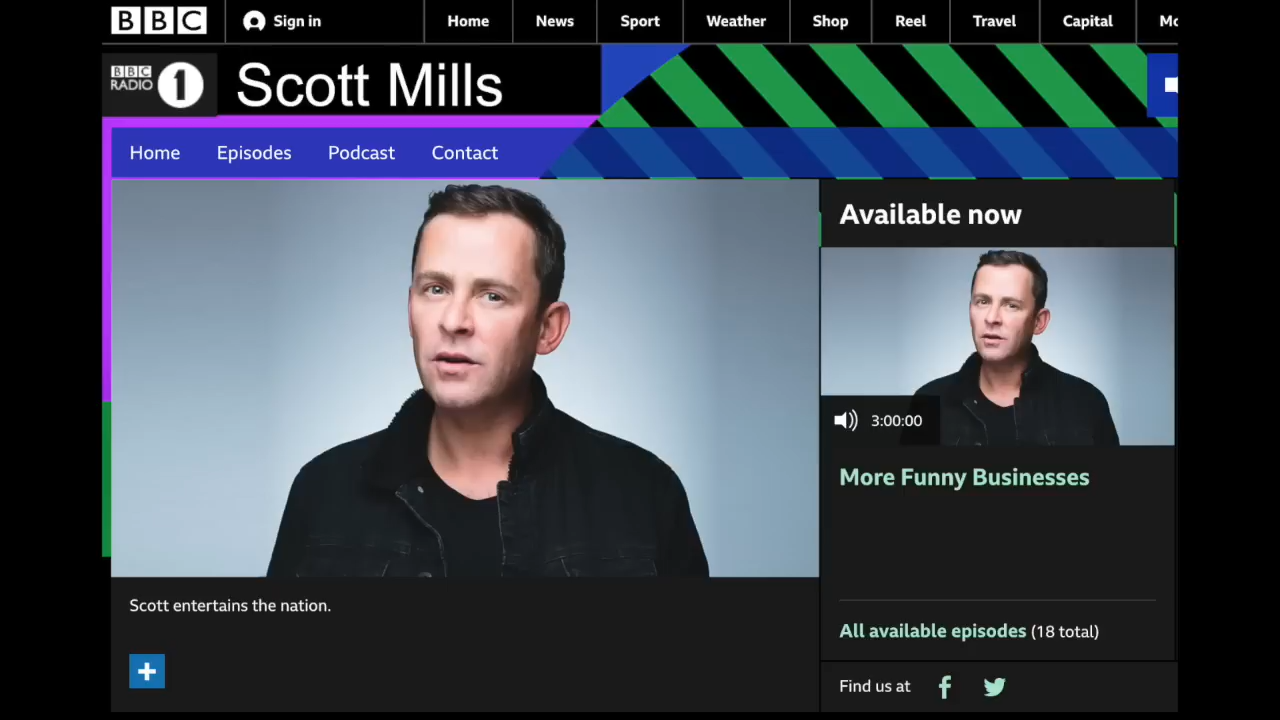 BBC
Sign in
Home
News
Sport
Weather
Shop
Reel
Travel
Capital
Mo
BBC
RADIO 1
Scott Mills
Home
Episodes
Podcast
Contact
Available now
3:00:00
More Funny Businesses
Scott entertains the nation.
All available episodes (18 total)
Find us at